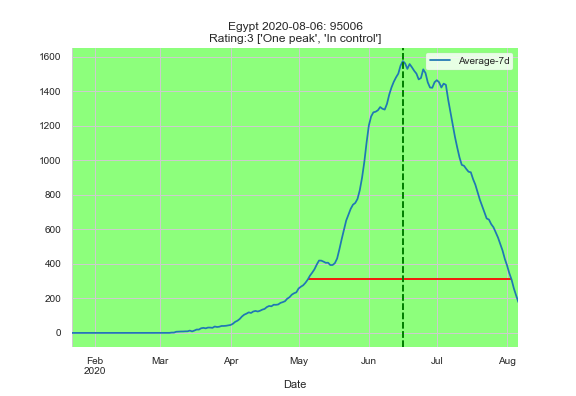 Egypt 2020-08-06: 95006
Rating:3 ['One peak', 'In control']
Average-7d
1600
1400
1200
1000
800
600
400
200
0
Feb Mar Apr May Jun Jul Aug
2020
Date